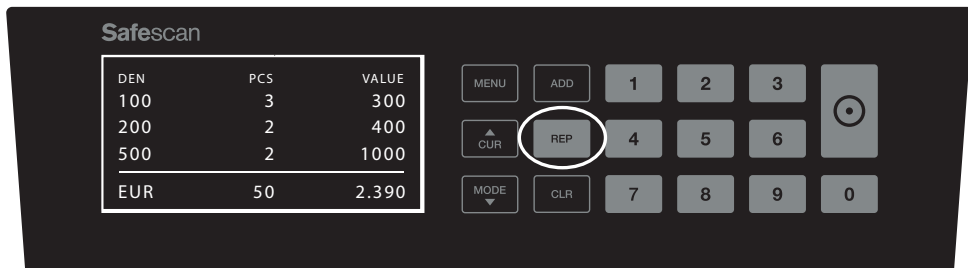 Safescan
DEN PCS VALUE
100 3 300
200 2 400
500 2 1000
EUR 50 2.390
MENU ADD 1 2 3
CUR REP 4 5 6
MODE CLR 7 8 9 0